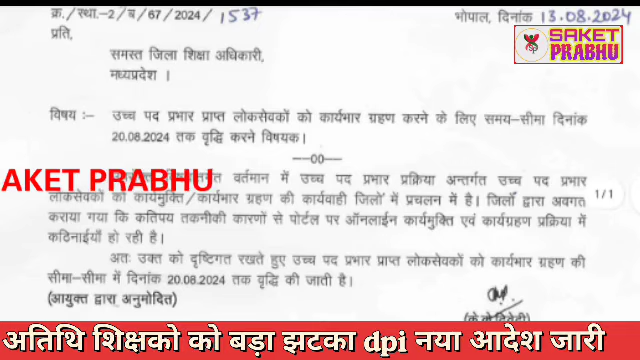 क्र./स्था.-2/ब/67/2024/1537
भोपाल, दिनांक 13.08.2024
प्रति,
SAKET
PRABHU
समस्त जिला शिक्षा अधिकारी,
मध्यप्रदेश ।
विषय :– उच्च पद प्रभार प्राप्त लोकसेवकों को कार्यभार ग्रहण करने के लिए समय–सीमा दिनांक
20.08.2024 तक वृद्धि करने विषयक।
—00—
वर्तमान में उच्च पद प्रभार प्रक्रिया अन्तर्गत उच्च पद प्रभार
AKET PRABHU
लोकसेवकों को कार्यमुक्ति/कार्यभार ग्रहण की कार्यवाही जिलों में प्रचलन में है। जिलों द्वारा अवगत
1/1
कराया गया कि कतिपय तकनीकी कारणों से पोर्टल पर ऑनलाईन कार्यमुक्ति एवं कार्यग्रहण प्रक्रिया में
कठिनाईयाँ हो रही है।
अतः उक्त को दृष्टिगत रखते हुए उच्च पद प्रभार प्राप्त लोकसेवकों को कार्यभार ग्रहण की
सीमा–सीमा में दिनांक 20.08.2024 तक वृद्धि की जाती है।
(आयुक्त द्वारा अनुमोदित)
अतिथि शिक्षको को बड़ा झटका dpi नया आदेश जारी